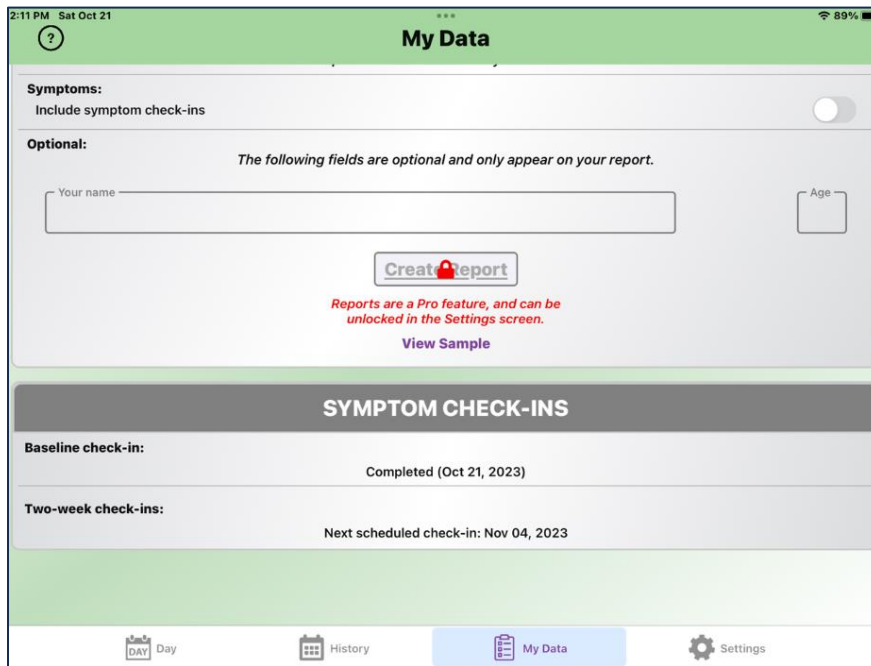 2:11 PM Sat Oct 21
89%
?
My Data
Symptoms:
Include symptom check-ins
Optional:
The following fields are optional and only appear on your report.
Your name
Age
Create Report
Reports are a Pro feature, and can be
unlocked in the Settings screen.
View Sample
SYMPTOM CHECK-INS
Baseline check-in:
Completed (Oct 21, 2023)
Two-week check-ins:
Next scheduled check-in: Nov 04, 2023
DAY Day
History
My Data
Settings